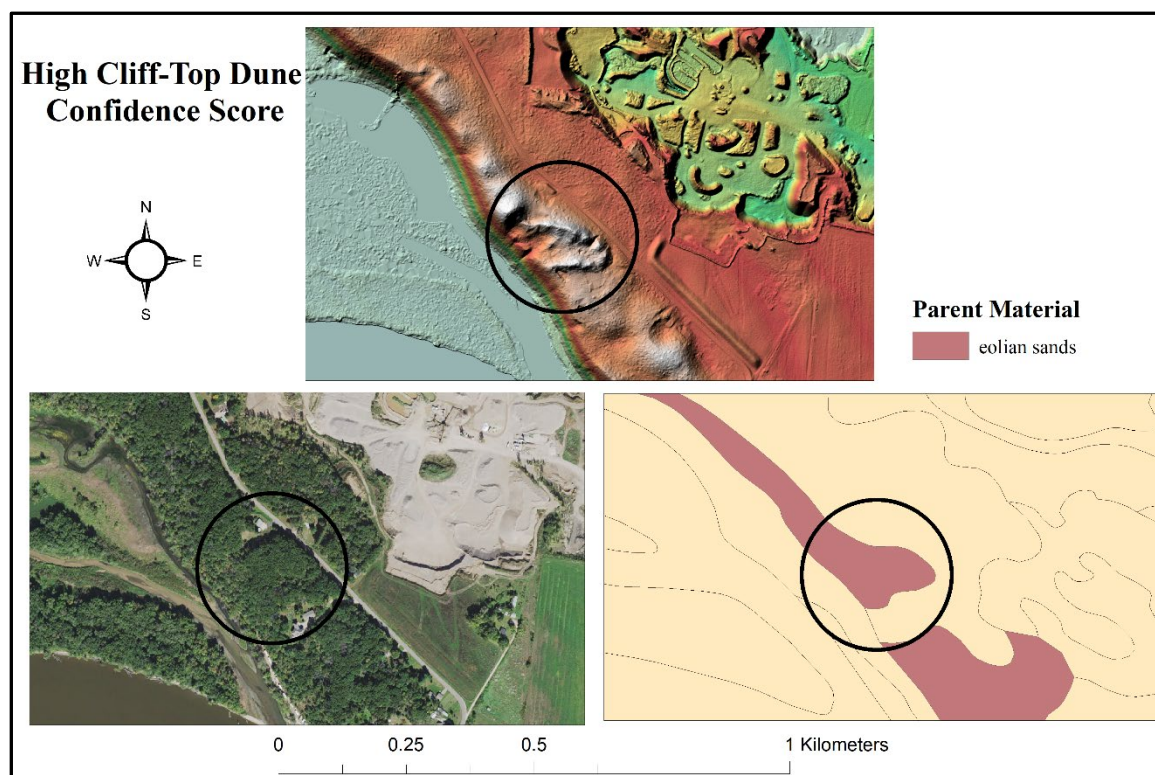 High Cliff-Top Dune
Confidence Score
N
W
E
S
Parent Material
eolian sands
0
0.25
0.5
1 Kilometers